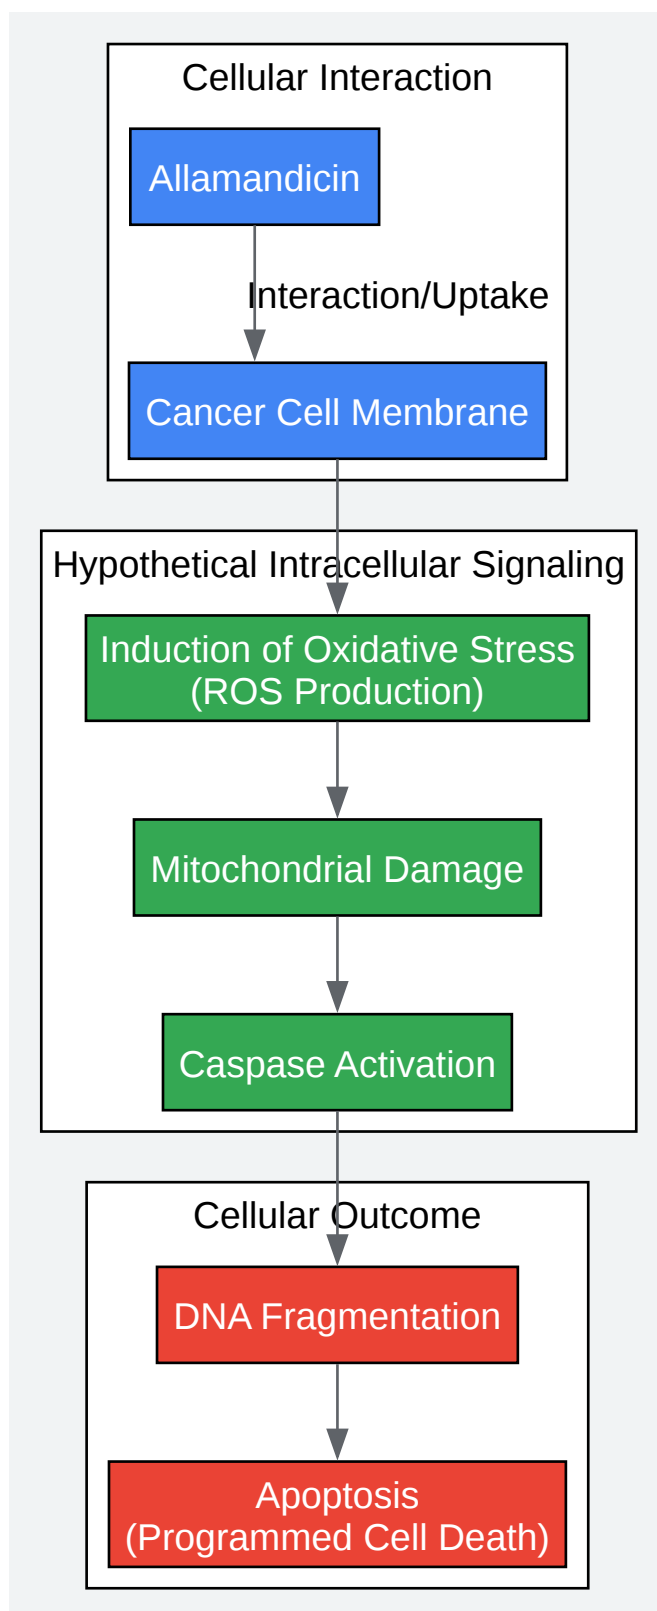 Cellular Interaction
Allamandicin
Interaction/Uptake
Cancer Cell Membrane
Hypothetical Intracellular Signaling
Induction of Oxidative Stress
(ROS Production)
Mitochondrial Damage
Caspase Activation
Cellular Outcome
DNA Fragmentation
Apoptosis
(Programmed Cell Death)